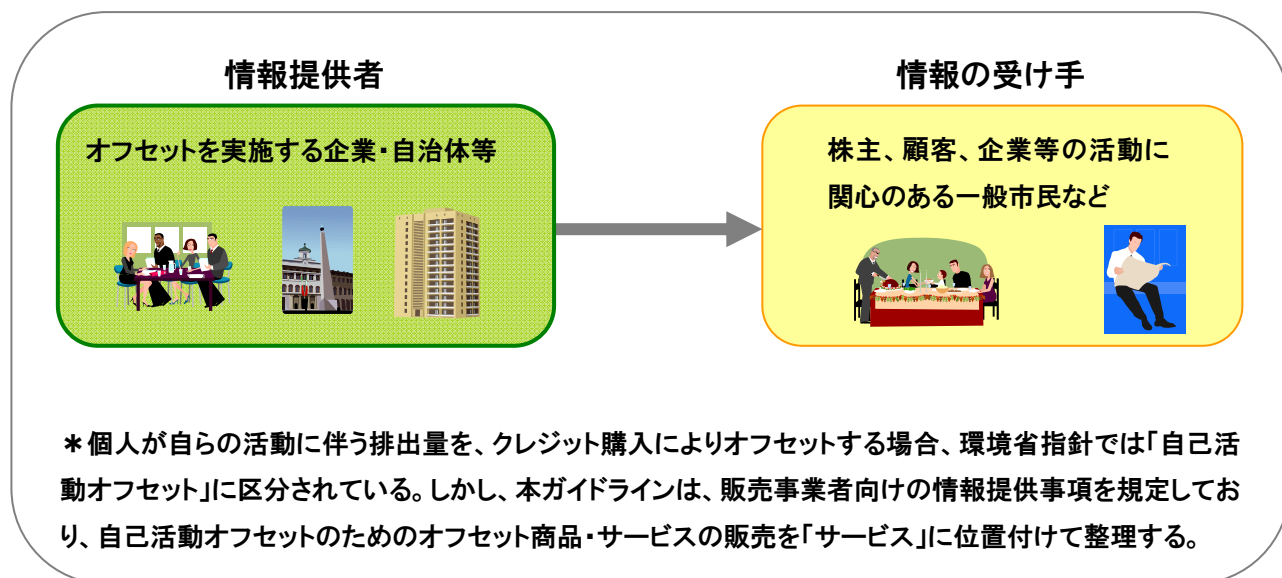 情報提供者
情報の受け手
オフセットを実施する企業・自治体等
株主、顧客、企業等の活動に
関心のある一般市民など
＊個人が自らの活動に伴う排出量を、クレジット購入によりオフセットする場合、環境省指針では「自己活
動オフセット」に区分されている。しかし、本ガイドラインは、販売事業者向けの情報提供事項を規定してお
り、自己活動オフセットのためのオフセット商品・サービスの販売を「サービス」に位置付けて整理する。